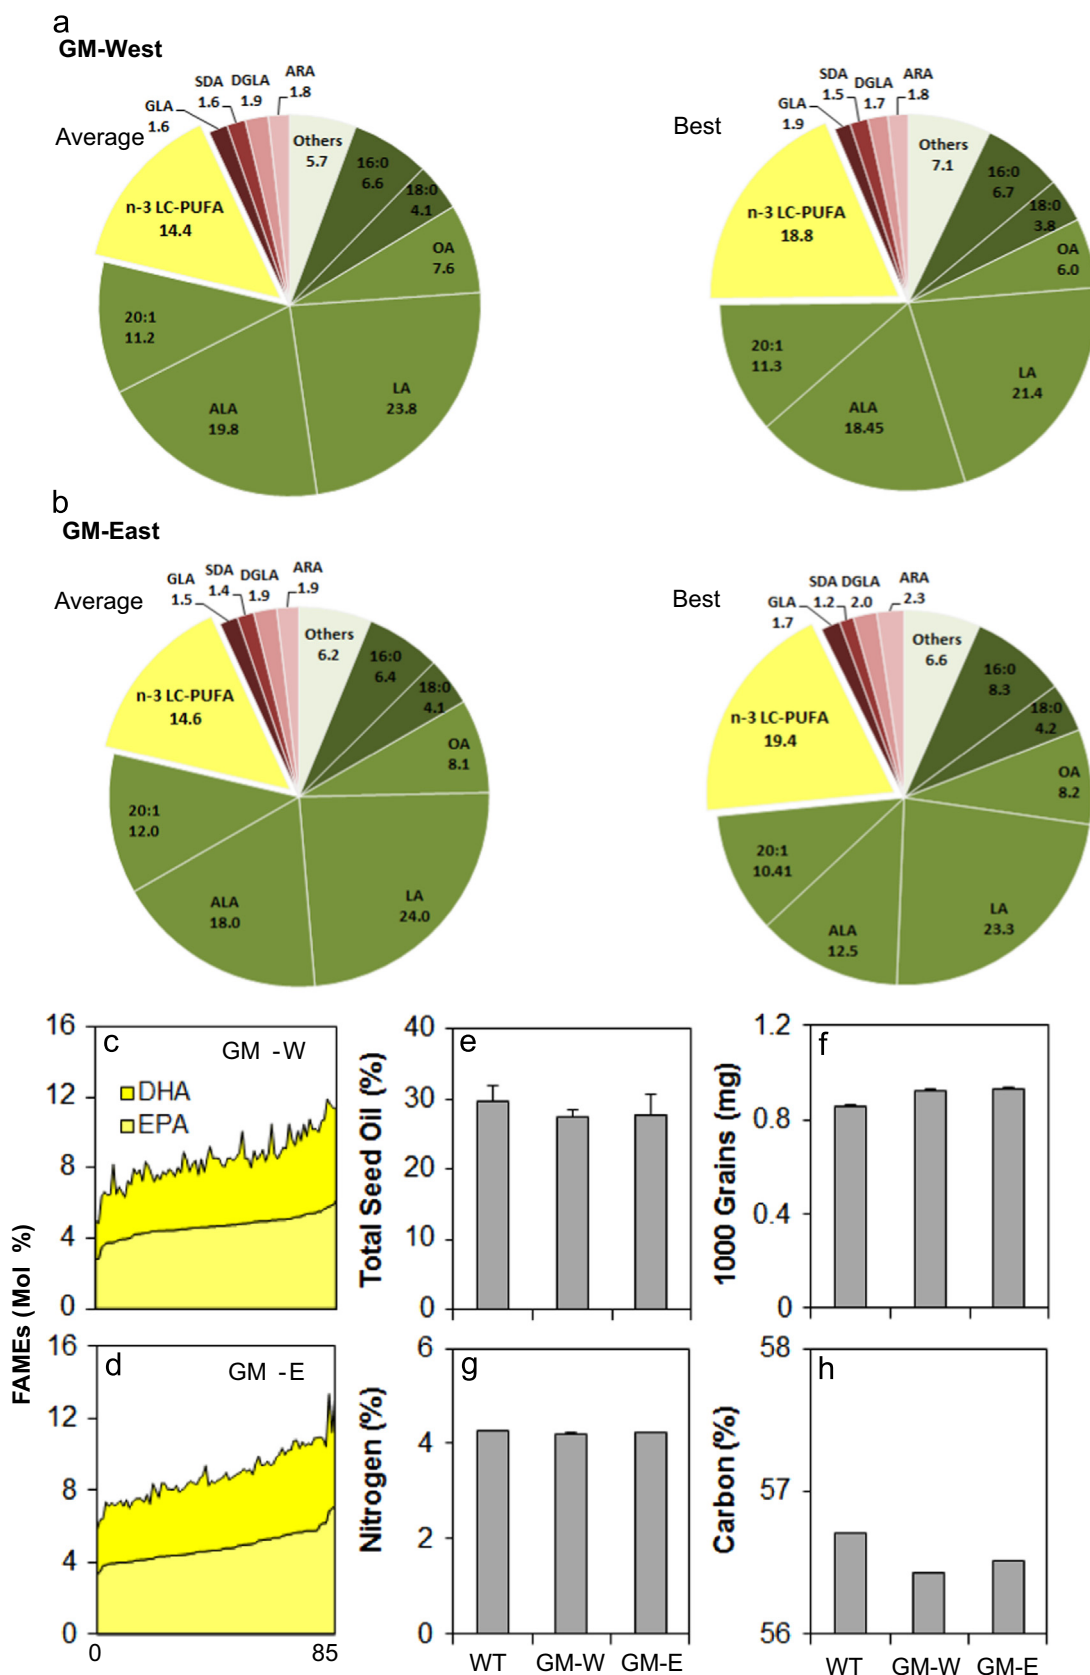 a
GM-West
Average
GLA
1.6
SDA
1.6
DGLA
1.9
ARA
1.8
Others
5.7
16:0
6.6
18:0
4.1
OA
7.6
LA
23.8
ALA
19.8
20:1
11.2
n-3 LC-PUFA
14.4
Best
GLA
1.9
SDA
1.5
DGLA
1.7
ARA
1.8
Others
7.1
16:0
6.7
18:0
3.8
OA
6.0
LA
21.4
ALA
18.45
20:1
11.3
n-3 LC-PUFA
18.8
b
GM-East
Average
GLA
1.5
SDA
1.4
DGLA
1.9
ARA
1.9
Others
6.2
16:0
6.4
18:0
4.1
OA
8.1
LA
24.0
ALA
18.0
20:1
12.0
n-3 LC-PUFA
14.6
Best
GLA
1.7
SDA
1.2
DGLA
2.0
ARA
2.3
Others
6.6
16:0
8.3
18:0
4.2
OA
8.2
LA
23.3
ALA
12.5
20:1
10.41
n-3 LC-PUFA
19.4
FAMEs (Mol %)
c
GM -W
DHA
EPA
16
12
8
4
0
d
GM -E
16
12
8
4
0
0
85
e
Total Seed Oil (%)
40
30
20
10
0
f
1000 Grains (mg)
1.2
0.8
0.4
0
g
Nitrogen (%)
6
4
2
0
WT
GM-W
GM-E
h
Carbon (%)
58
57
56
WT
GM-W
GM-E